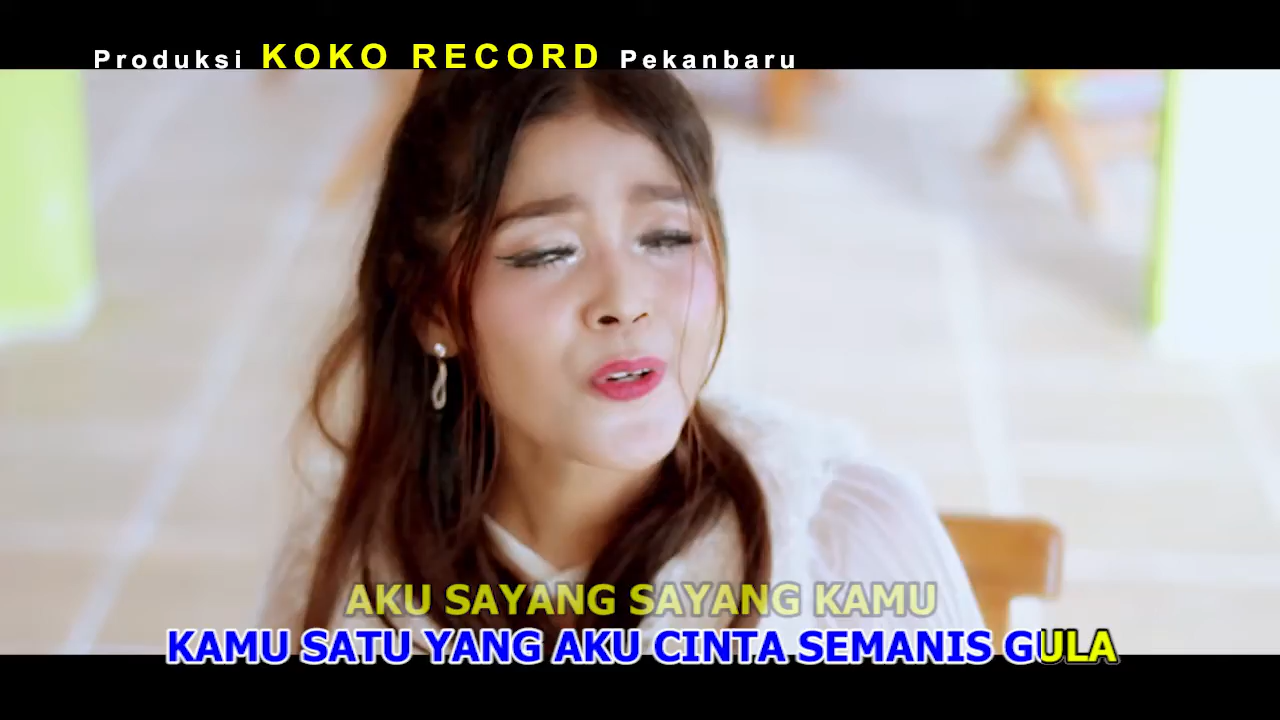 Produksi KOKO RECORD Pekanbaru
AKU SAYANG SAYANG KAMU
KAMU SATU YANG AKU CINTA SEMANIS GULA